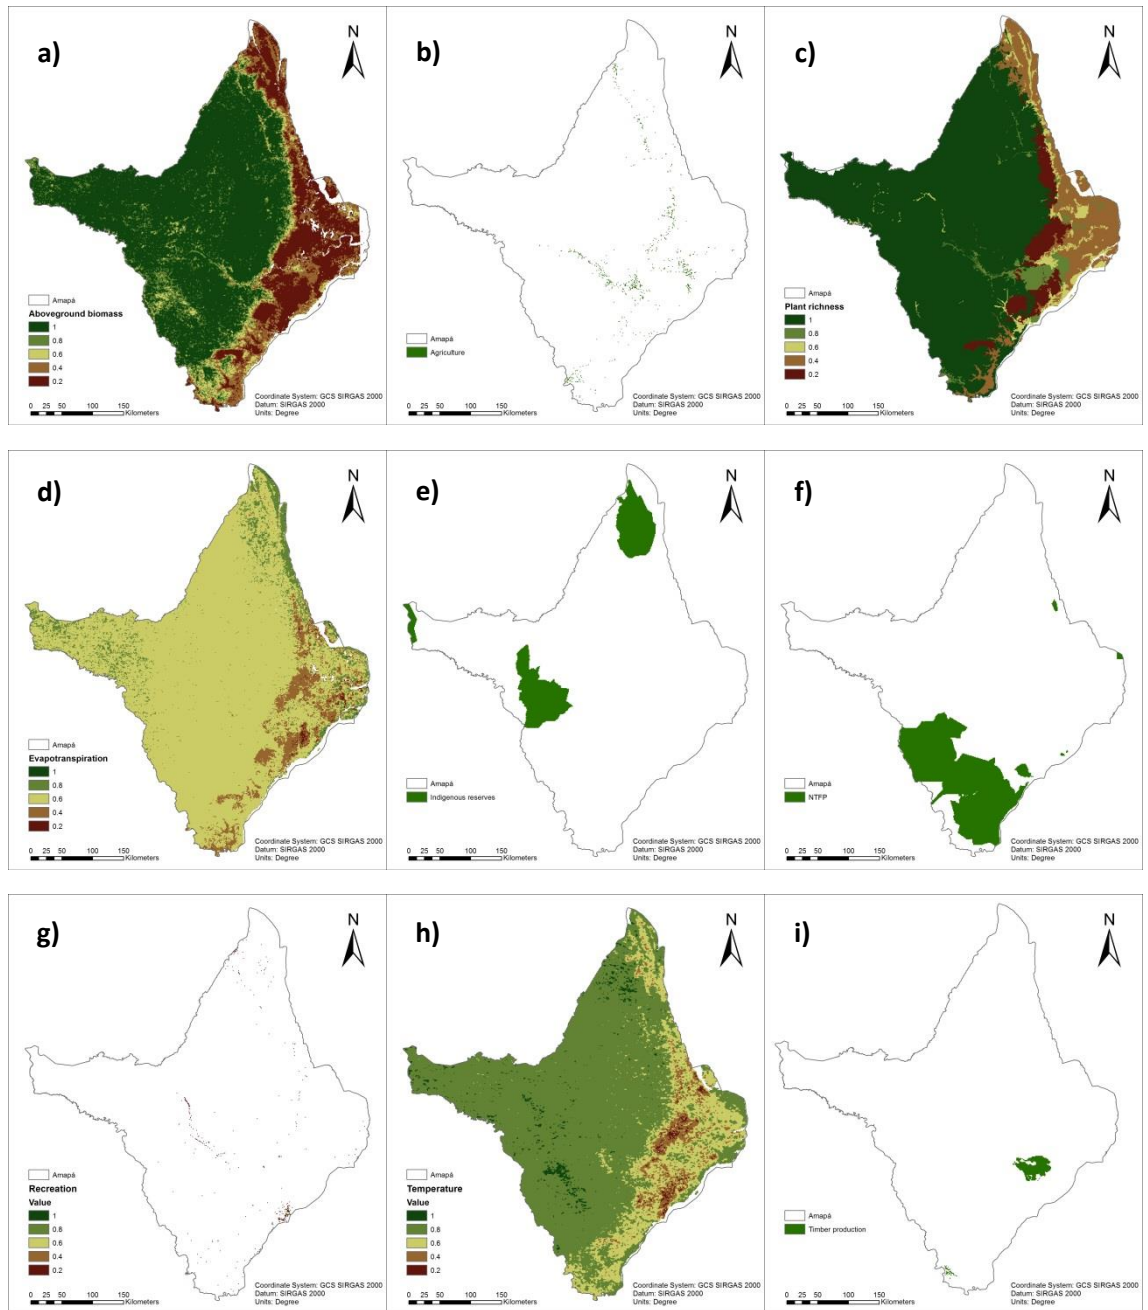 a)
N
Amapá
Aboveground biomass
1
0.8
0.6
0.4
0.2
0 25 50 100 150
Kilometers
Coordinate System: GCS SIRGAS 2000
Datum: SIRGAS 2000
Units: Degree
b)
N
Amapá
Agriculture
0 25 50 100 150
Kilometers
Coordinate System: GCS SIRGAS 2000
Datum: SIRGAS 2000
Units: Degree
c)
N
Amapá
Plant richness
1
0.8
0.6
0.4
0.2
0 25 50 100 150
Kilometers
Coordinate System: GCS SIRGAS 2000
Datum: SIRGAS 2000
Units: Degree
d)
N
Amapá
Evapotranspiration
1
0.8
0.6
0.4
0.2
0 25 50 100 150
Kilometers
Coordinate System: GCS SIRGAS 2000
Datum: SIRGAS 2000
Units: Degree
e)
N
Amapá
Indigenous reserves
0 25 50 100 150
Kilometers
Coordinate System: GCS SIRGAS 2000
Datum: SIRGAS 2000
Units: Degree
f)
N
Amapá
NTFP
0 25 50 100 150
Kilometers
Coordinate System: GCS SIRGAS 2000
Datum: SIRGAS 2000
Units: Degree
g)
N
Amapá
Recreation
Value
1
0.8
0.6
0.4
0.2
0 25 50 100 150
Kilometers
Coordinate System: GCS SIRGAS 2000
Datum: SIRGAS 2000
Units: Degree
h)
N
Amapá
Temperature
Value
1
0.8
0.6
0.4
0.2
0 25 50 100 150
Kilometers
Coordinate System: GCS SIRGAS 2000
Datum: SIRGAS 2000
Units: Degree
i)
N
Amapá
Timber production
0 25 50 100 150
Kilometers
Coordinate System: GCS SIRGAS 2000
Datum: SIRGAS 2000
Units: Degree